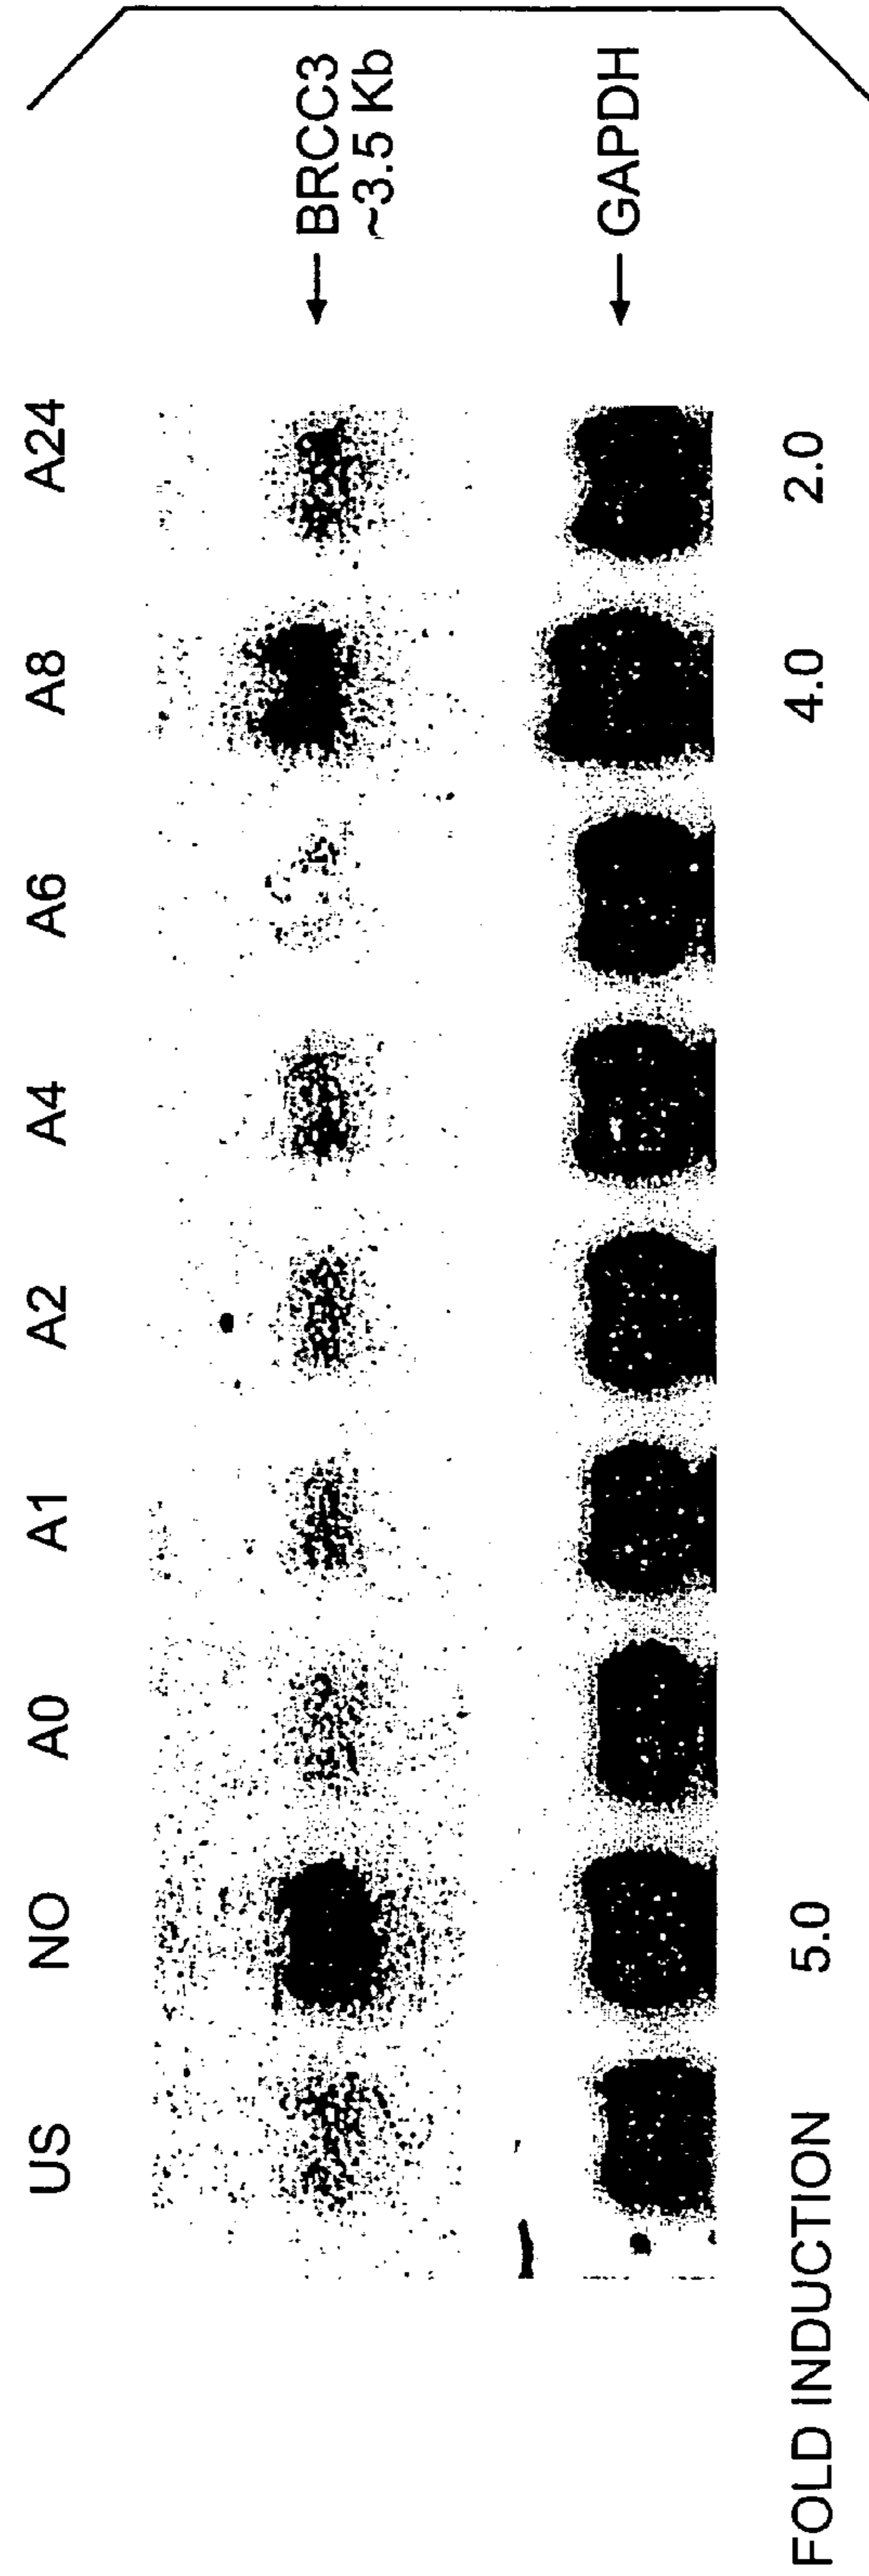 US NO A0 A1 A2 A4 A6 A8 A24
← BRCC3
~3.5 Kb
← GAPDH
FOLD INDUCTION 5.0 4.0 2.0